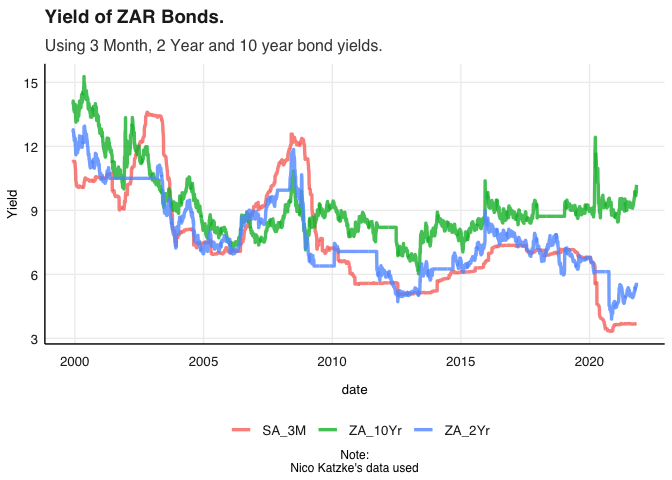 Yield of ZAR Bonds.
Using 3 Month, 2 Year and 10 year bond yields.
15
12
9
6
3
Yield
2000 2005 2010 2015 2020
date
SA_3M ZA_10Yr ZA_2Yr
Note:
Nico Katzke's data used